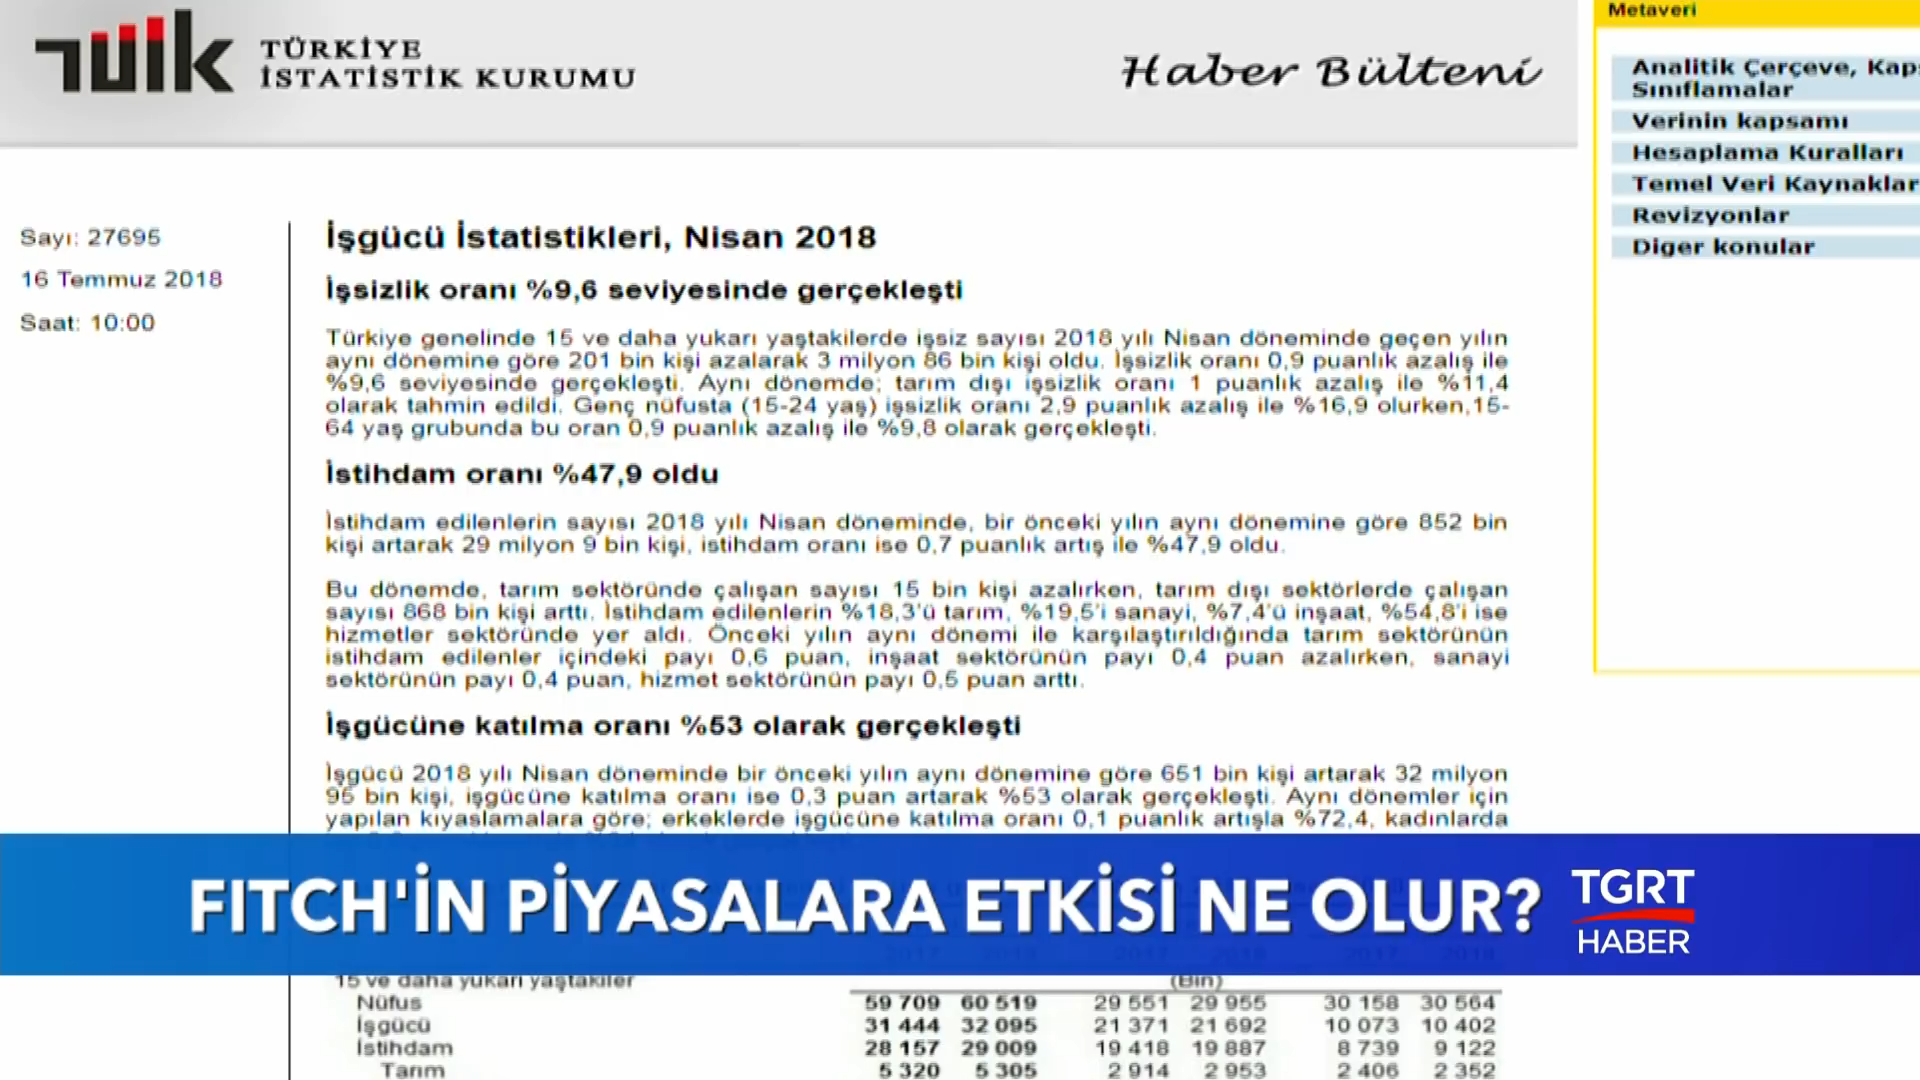 TÜİK TÜRKİYE
İSTATİSTİK KURUMU
Haber Bülteni
Metaveri
Analitik Çerçeve,
Sınıflamalar
Verinin kapsamı
Hesaplama Kuralları
Temel Veri
Revizyonlar
Diger konular
Sayı: 27695
16 Temmuz 2018
Saat: 10:00
İşgücü İstatistikleri, Nisan 2018
İşsizlik oranı %9,6 seviyesinde gerçekleşti
Türkiye genelinde 15 ve daha yukarı yaştakilerde işsiz sayısı 2018 yılı Nisan döneminde geçen yılın
aynı dönemine göre 201 bin kişi azalarak 3 milyon 86 bin kişi oldu. İşsizlik oranı 0,9 puanlık azalış ile
%9,6 seviyesinde gerçekleşti. Aynı dönemde; tarım dışı işsizlik oranı 1 puanlık azalış ile %11,4
olarak tahmin edildi. Genç nüfusta (15-24 yaş) işsizlik oranı 2,9 puanlık azalış ile %16,9 olurken,15-
64 yaş grubunda bu oran 0,9 puanlık azalış ile %9,8 olarak gerçekleşti.
İstihdam oranı %47,9 oldu
İstihdam edilenlerin sayısı 2018 yılı Nisan döneminde, bir önceki yılın aynı dönemine göre 852 bin
kişi artarak 29 milyon 9 bin kişi, istihdam oranı ise 0,7 puanlık artış ile %47,9 oldu.
Bu dönemde, tarım sektöründe çalışan sayısı 15 bin kişi azalırken, tarım dışı sektörlerde çalışan
sayısı 868 bin kişi arttı. İstihdam edilenlerin %18,3'ü tarım, %19,5'i sanayi, %7,4'ü inşaat, %54,8'i ise
hizmetler sektöründe yer aldı. Önceki yılın aynı dönemi ile karşılaştırıldığında tarım sektörünün
istihdam edilenler içindeki payı 0,6 puan, inşaat sektörünün payı 0,4 puan azalırken, sanayi
sektörünün payı 0,4 puan, hizmet sektörünün payı 0,5 puan arttı.
İşgücüne katılma oranı %53 olarak gerçekleşti
İşgücü 2018 yılı Nisan döneminde bir önceki yılın aynı dönemine göre 651 bin kişi artarak 32 milyon
95 bin kişi, işgücüne katılma oranı ise 0,3 puan artarak %53 olarak gerçekleşti. Aynı dönemler için
yapılan kıyaslamalara göre; erkeklerde işgücüne katılma oranı 0,1 puanlık artışla %72,4, kadınlarda
FITCH'İN PİYASALARA ETKİSİ NE OLUR?
TGRT
HABER
15 ve daha yukarı yaştakiler (Bin)
Nüfus 59 709 60 519 29 551 29 955 30 158 30 564
İşgücü 31 444 32 095 21 371 21 692 10 073 10 402
İstihdam 28 157 29 009 19 418 19 887 8 739 9 122
Tarım 5 320 5 305 2 914 2 953 2 406 2 352